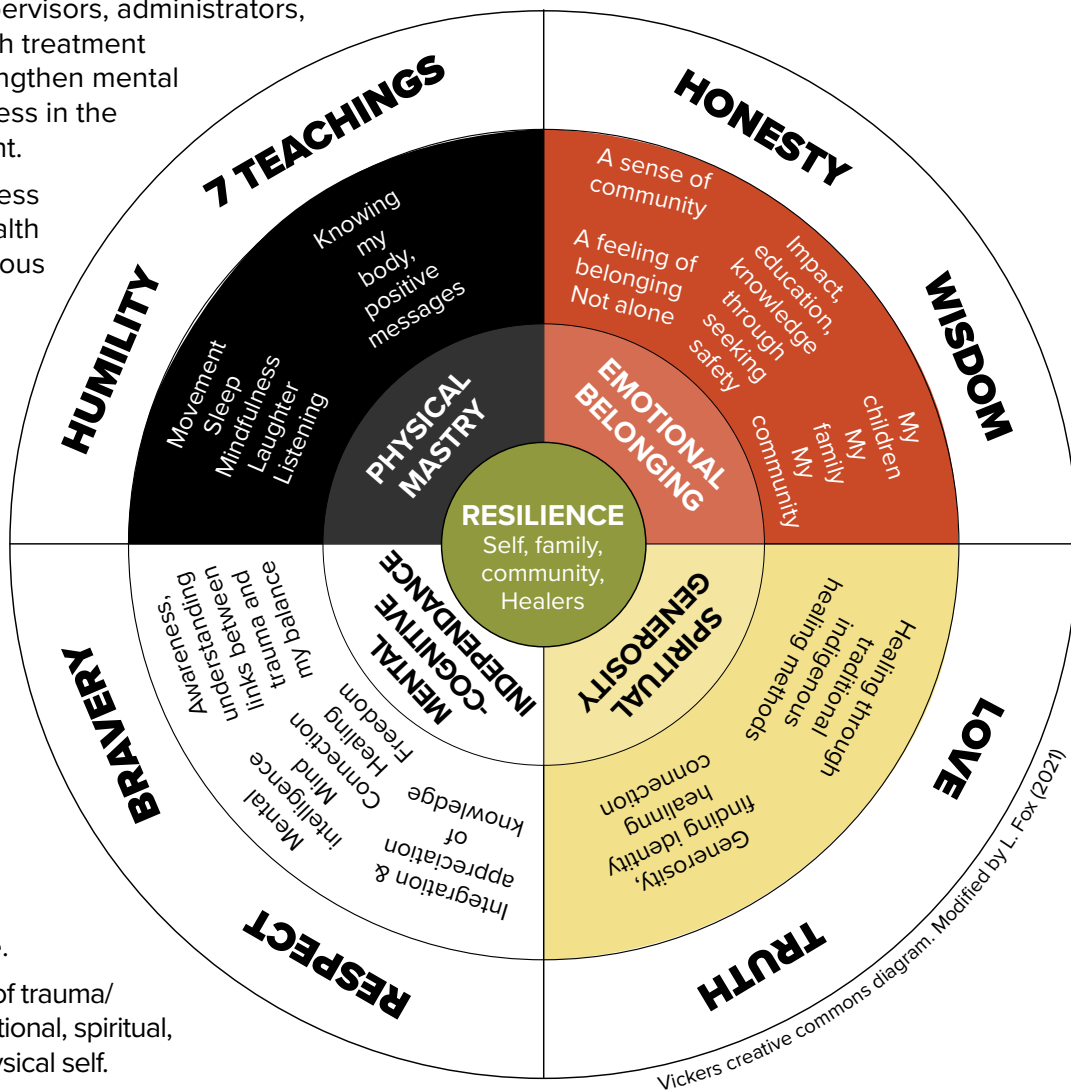 pervisors, administrators,
h treatment
ngthen mental
ess in the
nt.
ess
alth
ous
7 TEACHINGS
HONESTY
WISDOM
LOVE
TRUTH
RESPECT
BRAVERY
HUMILITY
Knowing
my
body,
positive
messages
Movement
Sleep
Mindfulness
Laughter
Listening
PHYSICAL
MASTRY
A sense of
community
A feeling of
belonging
Not alone
Impact,
education,
knowledge
through
seeking
safety
My
children
My
family
My
community
EMOTIONAL
BELONGING
RESILIENCE
Self, family,
community,
Healers
SPIRITUAL
GENEROSITY
Healing through
traditional
indigenous
healing methods
Generosity,
finding identity
healinng
connection
MENTAL
-COGNITIVE
INDEPENDANCE
Awareness,
understanding
links between
trauma and
my balance
Mental
intelligence
Mind
Connection
Healing
Freedom
Integration &
appreciation
of
knowledge
e.
of trauma/
tional, spiritual,
ysical self.
Vickers creative commons diagram. Modified by L. Fox (2021)